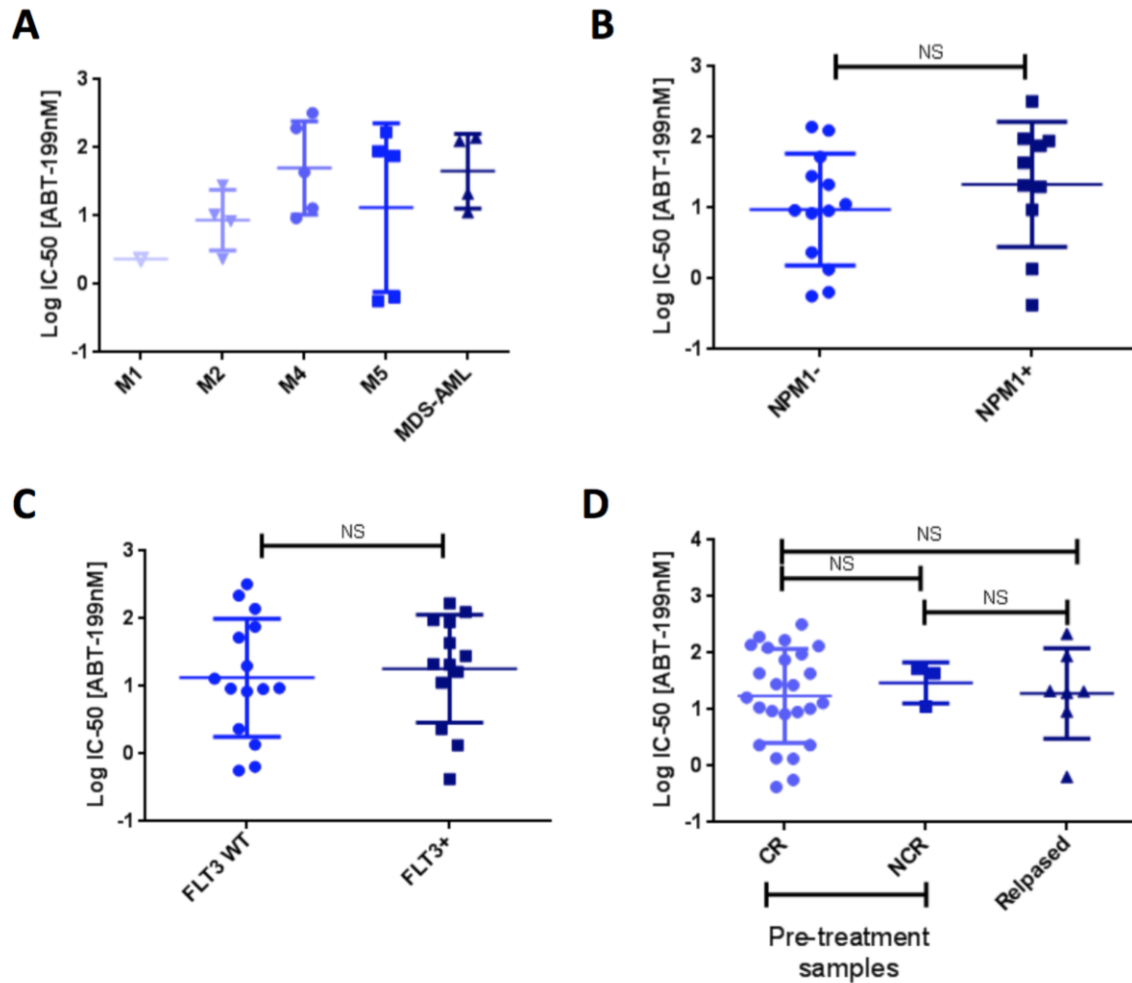 A
Log IC-50 [ABT-199nM]
3
2
1
0
-1
M1
M2
M4
M5
MDS-AML
B
NS
Log IC-50 [ABT-199nM]
3
2
1
0
-1
NPM1-
NPM1+
C
NS
Log IC-50 [ABT-199nM]
3
2
1
0
-1
FLT3 WT
FLT3+
D
NS
NS
NS
Log IC-50 [ABT-199nM]
4
3
2
1
0
-1
CR
NCR
Relpased
Pre-treatment
samples